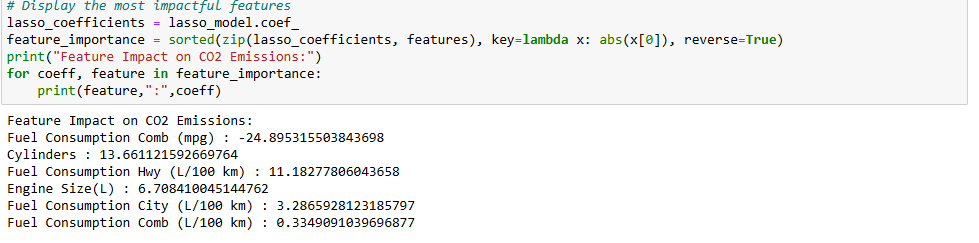 # Display the most impactful features
lasso_coefficients = lasso_model.coef_
feature_importance = sorted(zip(lasso_coefficients, features), key=lambda x: abs(x[0]), reverse=True)
print("Feature Impact on CO2 Emissions:")
for coeff, feature in feature_importance:
    print(feature,":",coeff)
Feature Impact on CO2 Emissions:
Fuel Consumption Comb (mpg) : -24.895315503843698
Cylinders : 13.661121592669764
Fuel Consumption Hwy (L/100 km) : 11.18277806043658
Engine Size(L) : 6.708410045144762
Fuel Consumption City (L/100 km) : 3.2865928123185797
Fuel Consumption Comb (L/100 km) : 0.3349091039696877